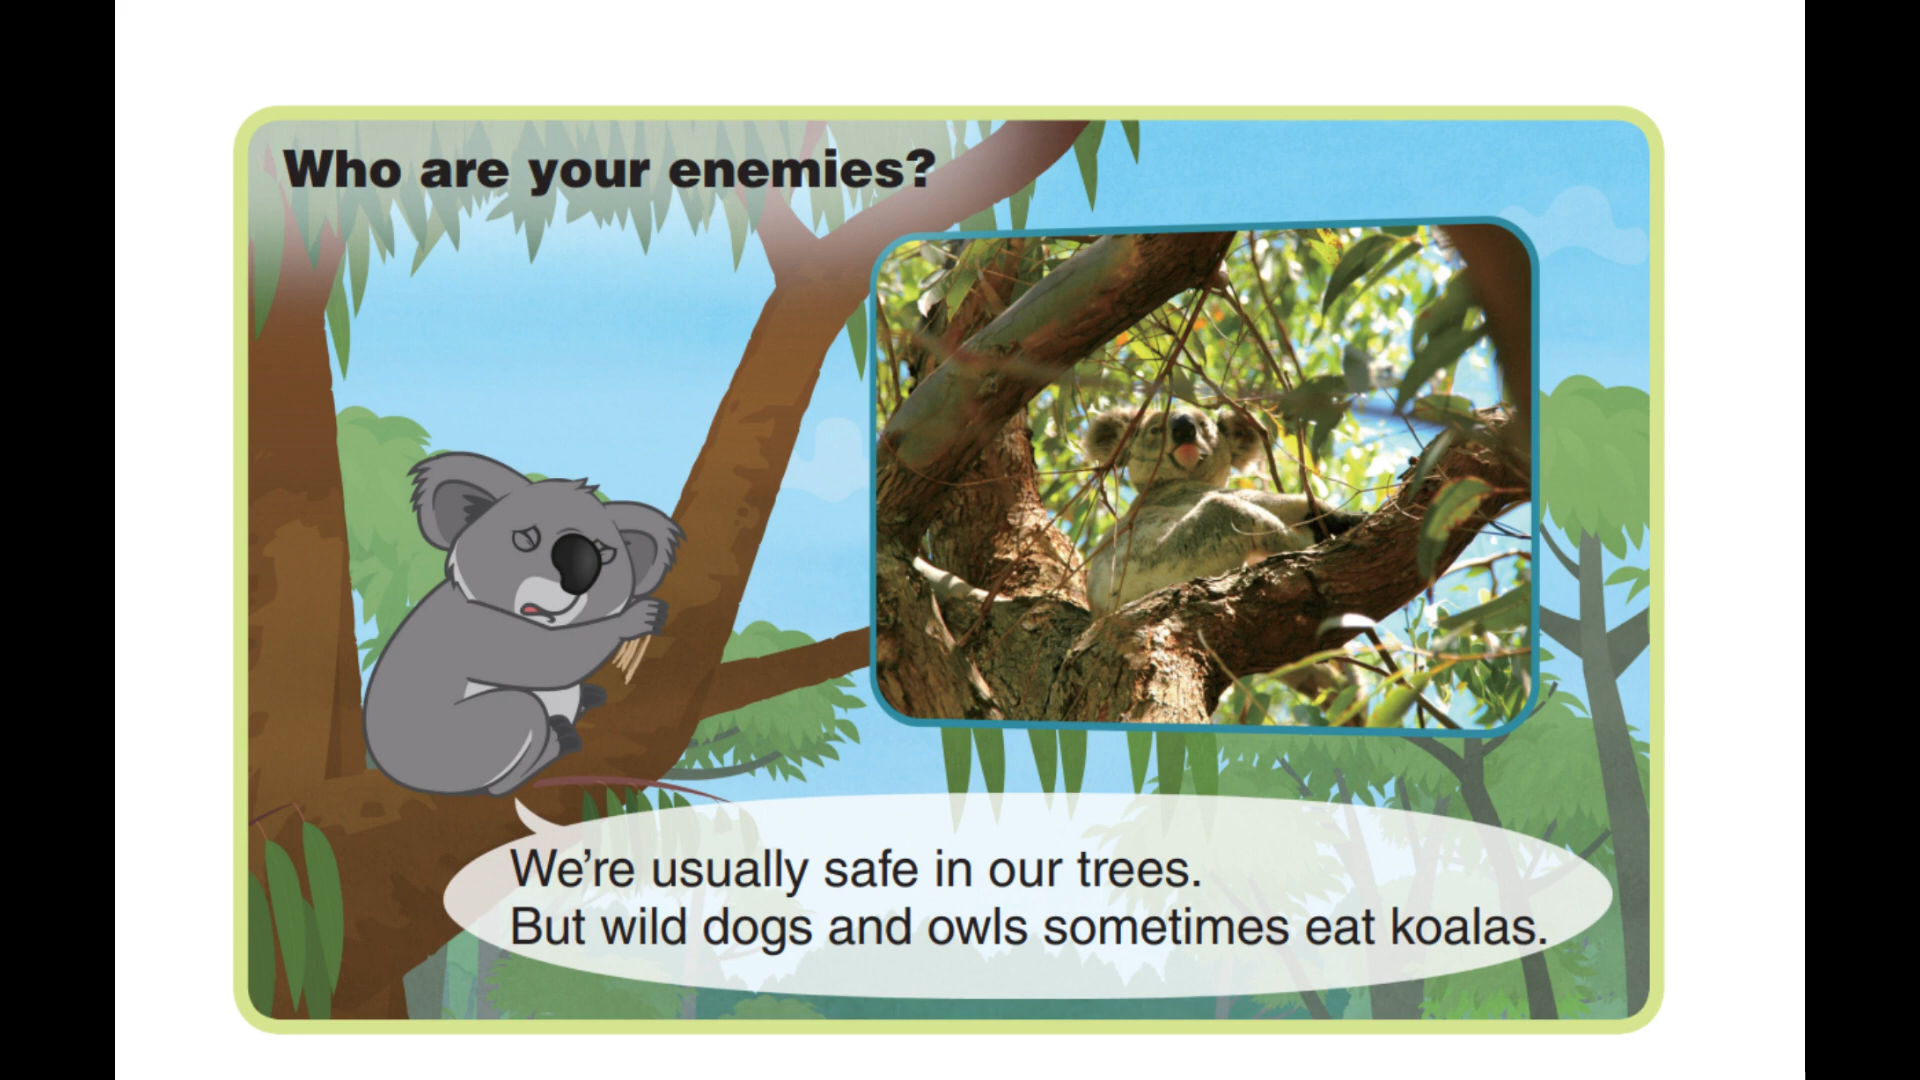 Who are your enemies?
We're usually safe in our trees.
But wild dogs and owls sometimes eat koalas.